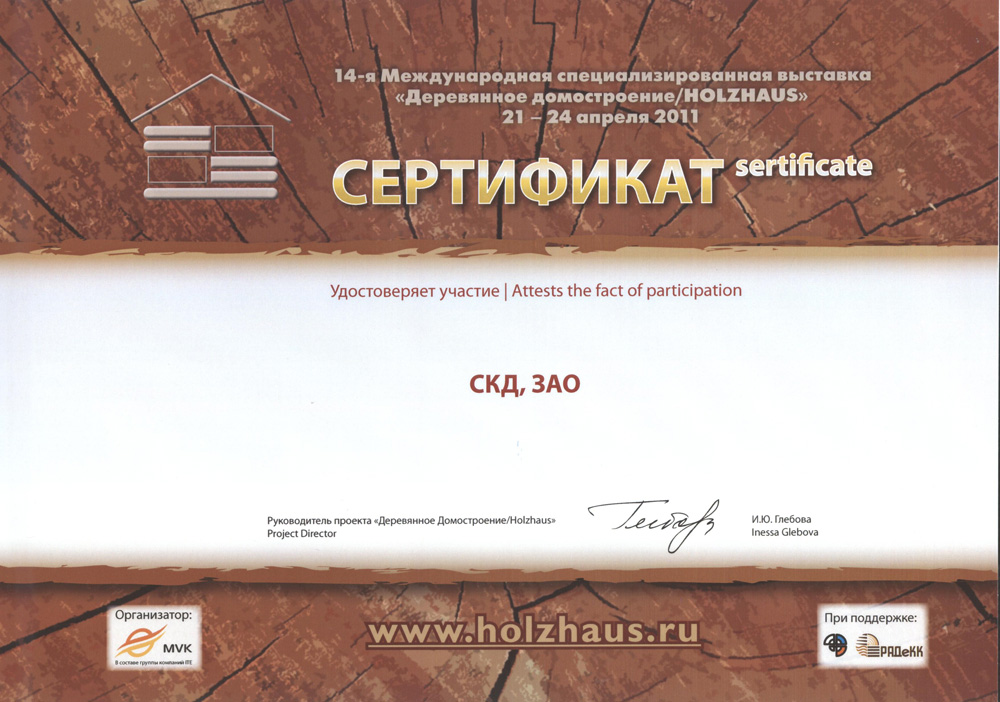 14-я Международная специализированная выставка
«Деревянное домостроение/HOLZHAUS»
21 – 24 апреля 2011
СЕРТИФИКАТ sertificate
Удостоверяет участие | Attests the fact of participation
СКД, ЗАО
Руководитель проекта «Деревянное Домостроение/Holzhaus»
Project Director
И.Ю. Глебова
Inessa Glebova
Организатор:
MVK
В составе группы компаний ITE
www.holzhaus.ru
При поддержке:
РАДеКК